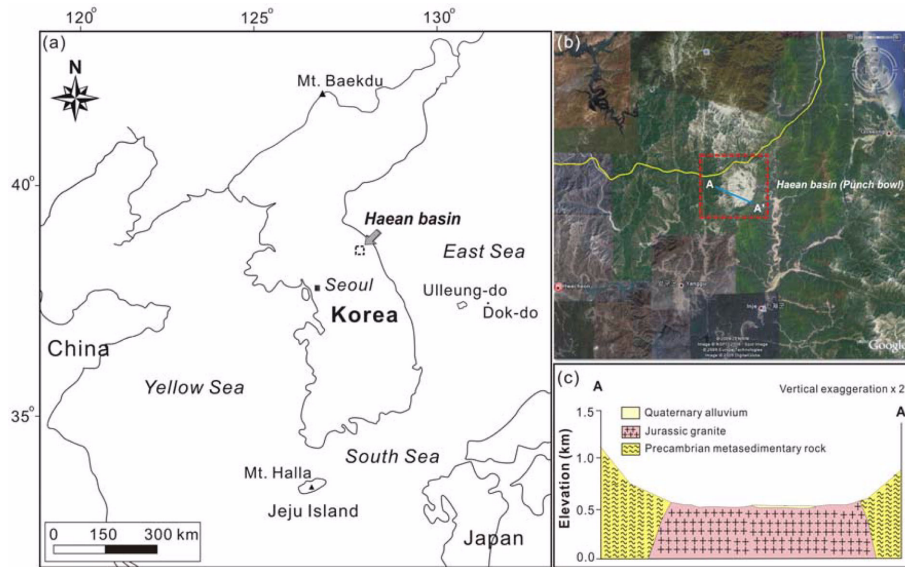 120°
125°
130°
(a)
N
Mt. Baekdu
40°
Haean basin
East Sea
Seoul
Ulleung-do
Dok-do
Korea
China
Yellow Sea
35°
South Sea
Mt. Halla
Jeju Island
Japan
0 150 300 km
(b)
A
Haean basin (Punch bowl)
A'
Yanggu
Inje
Google
(c)
A
Vertical exaggeration x 2
A
1.5
Quaternary alluvium
Jurassic granite
1.0
Precambrian metasedimentary rock
0.5
0.0
Elevation (km)